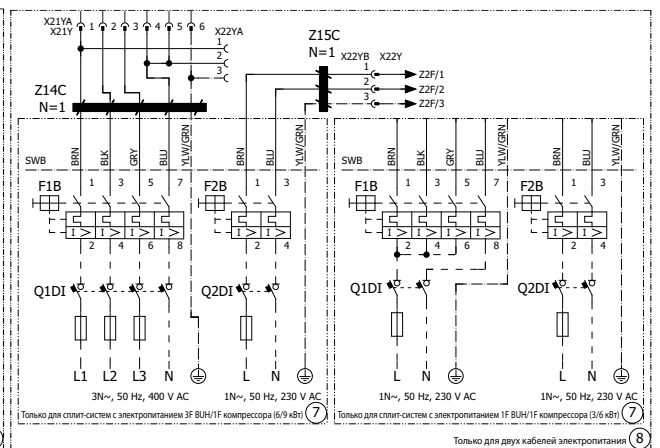 X21YA
X21Y
1 2 3 4 5 6
X22YA
1
2
3
Z14C
N=1
Z15C
N=1
X22YB X22Y
1
2
3
Z2F/1
Z2F/2
Z2F/3
SWB BRN BLK GRY BLU YLW/GRN BRN BLU YLW/GRN
F1B 1 3 5 7 F2B 1 3
I > I > I > I > I > I >
2 4 6 8 2 4
Q1DI Q2DI
L1 L2 L3 N L N
3N~, 50 Hz, 400 V AC 1N~, 50 Hz, 230 V AC
Только для сплит-систем с электропитанием 3F BUH/1F компрессора (6/9 кВт) 7
SWB BRN BLK GRY BLU YLW/GRN BRN BLU YLW/GRN
F1B 1 3 5 7 F2B 1 3
I > I > I > I > I > I >
2 4 6 8 2 4
Q1DI Q2DI
L N L N
1N~, 50 Hz, 230 V AC 1N~, 50 Hz, 230 V AC
Только для сплит-систем с электропитанием 1F BUH/1F компрессора (3/6 кВт) 7
Только для двух кабелей электропитания 8